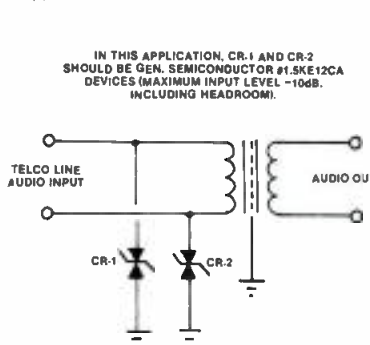 IN THIS APPLICATION, CR-1 AND CR-2
SHOULD BE GEN. SEMICONDUCTOR #1.5KE12CA
DEVICES (MAXIMUM INPUT LEVEL -10dB.
INCLUDING HEADROOM).
TELCO LINE
AUDIO INPUT
AUDIO OU
CR-1
CR-2